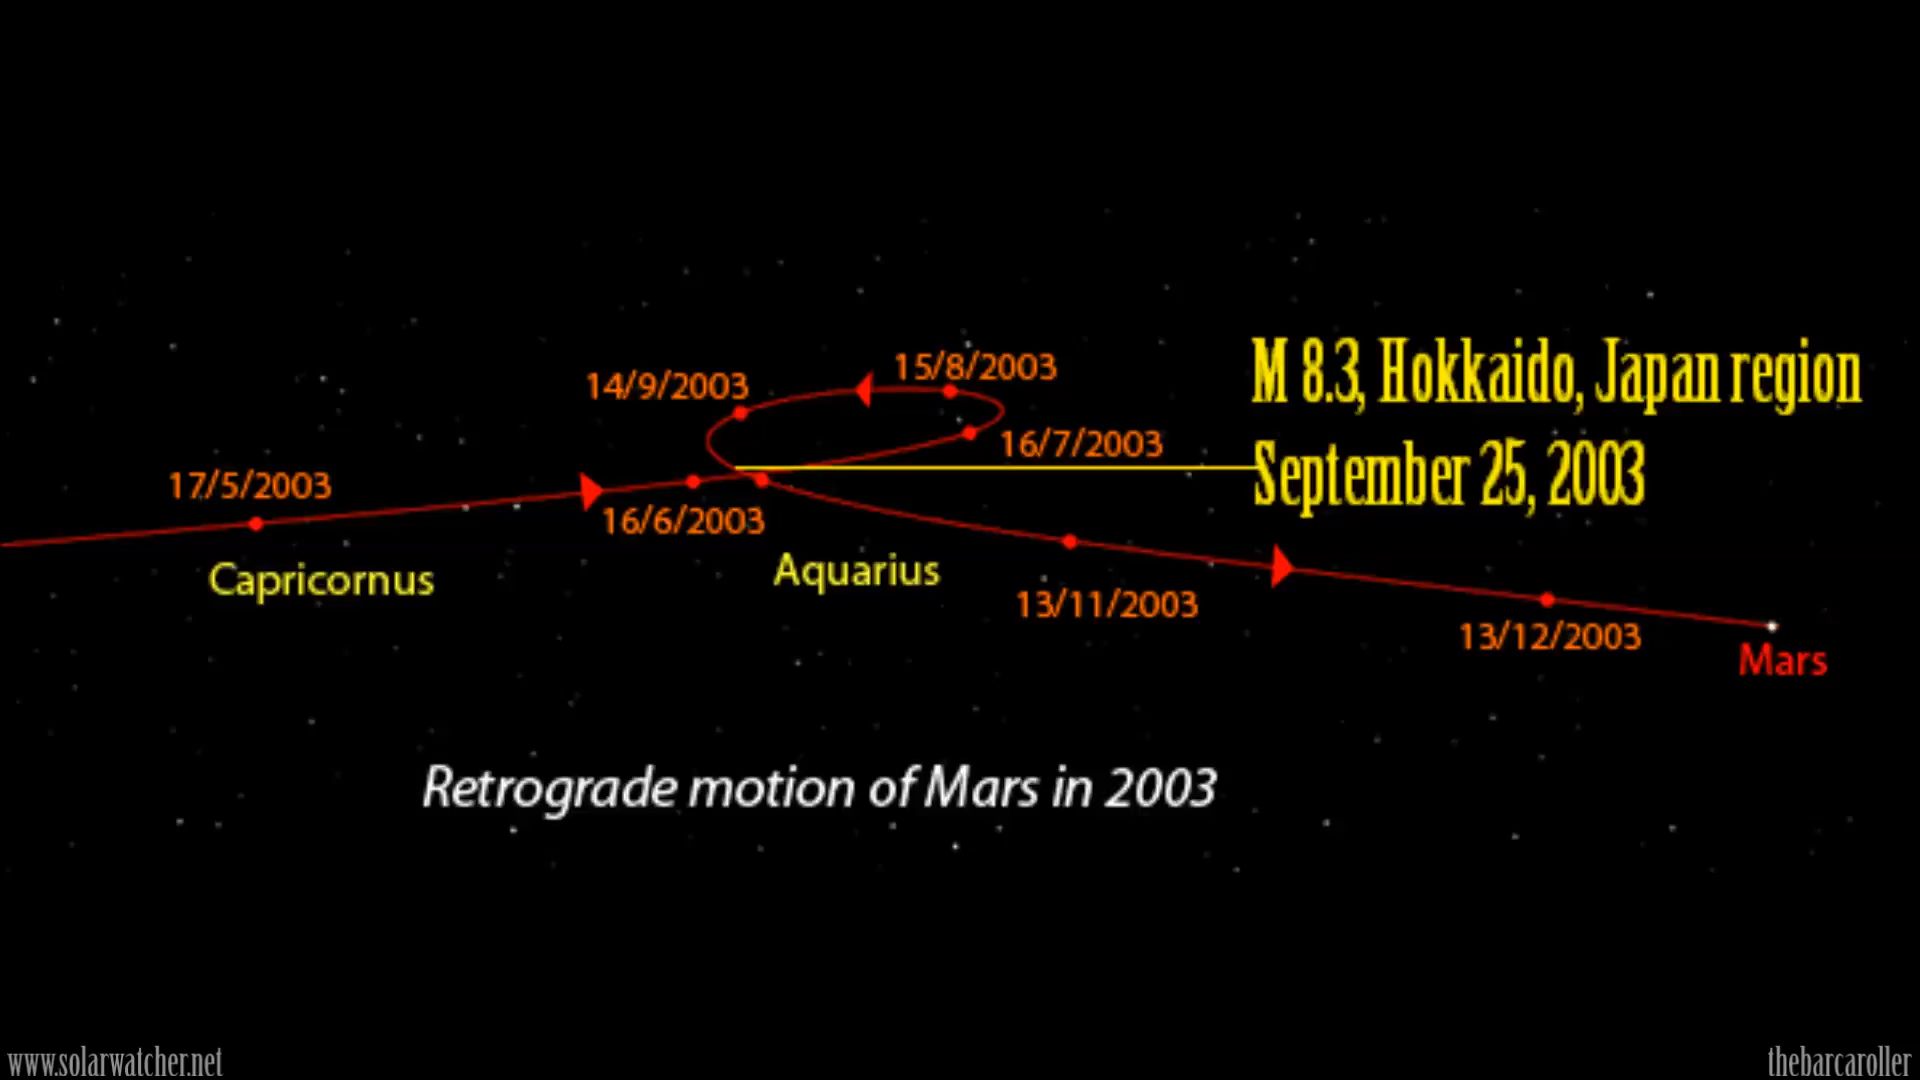 M 8.3, Hokkaido, Japan region
September 25, 2003
15/8/2003
14/9/2003
16/7/2003
17/5/2003
16/6/2003
Capricornus
Aquarius
13/11/2003
13/12/2003
Mars
Retrograde motion of Mars in 2003
www.solarwatcher.net
thebarcaroller